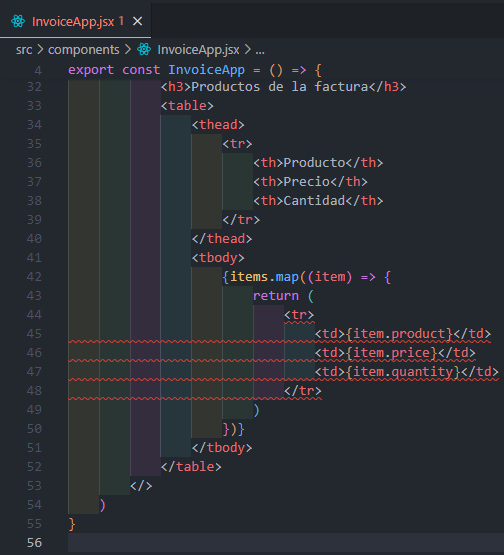 InvoiceApp.jsx 1 ×
src > components > InvoiceApp.jsx > ...
4 export const InvoiceApp = () => {
32 <h3>Productos de la factura</h3>
33 <table>
34 <thead>
35 <tr>
36 <th>Producto</th>
37 <th>Precio</th>
38 <th>Cantidad</th>
39 </tr>
40 </thead>
41 <tbody>
42 {items.map((item) => {
43 return (
44 <tr>
45 <td>{item.product}</td>
46 <td>{item.price}</td>
47 <td>{item.quantity}</td>
48 </tr>
49 )
50 })}
51 </tbody>
52 </table>
53 </>
54 )
55 }
56